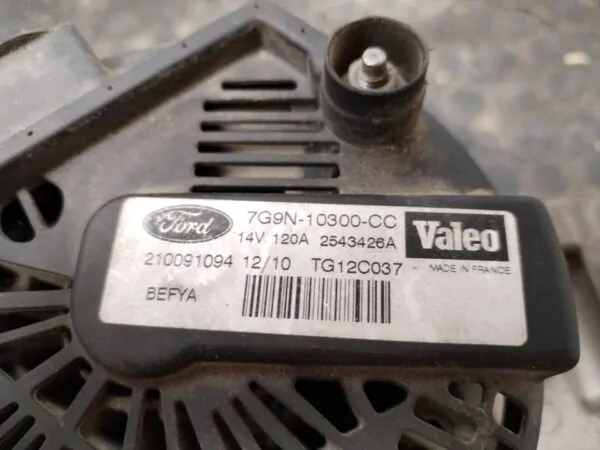 Ford 7G9N-10300-CC
14V 120A 2543426A Valeo
210091094 12/10 TG12C037 MADE IN FRANCE
BEFYA